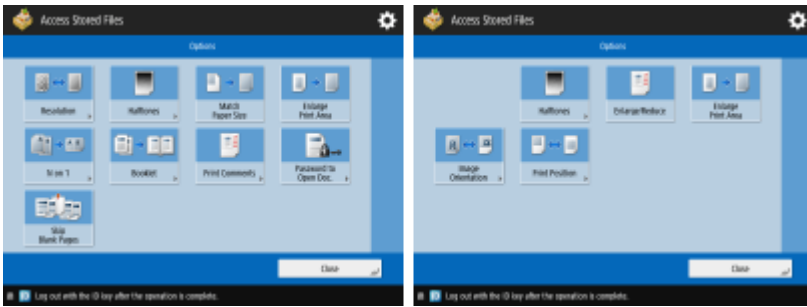 Access Stored Files
Options
Resolution
Halftones
Match
Paper Size
Enlarge
Print Area
N on 1
Booklet
Print Comments
Password to
Open Doc.
Skip
Blank Pages
Close
Log out with the ID key after the operation is complete.
Access Stored Files
Options
Halftones
Enlarge/Reduce
Enlarge
Print Area
Image
Orientation
Print Position
Close
Log out with the ID key after the operation is complete.